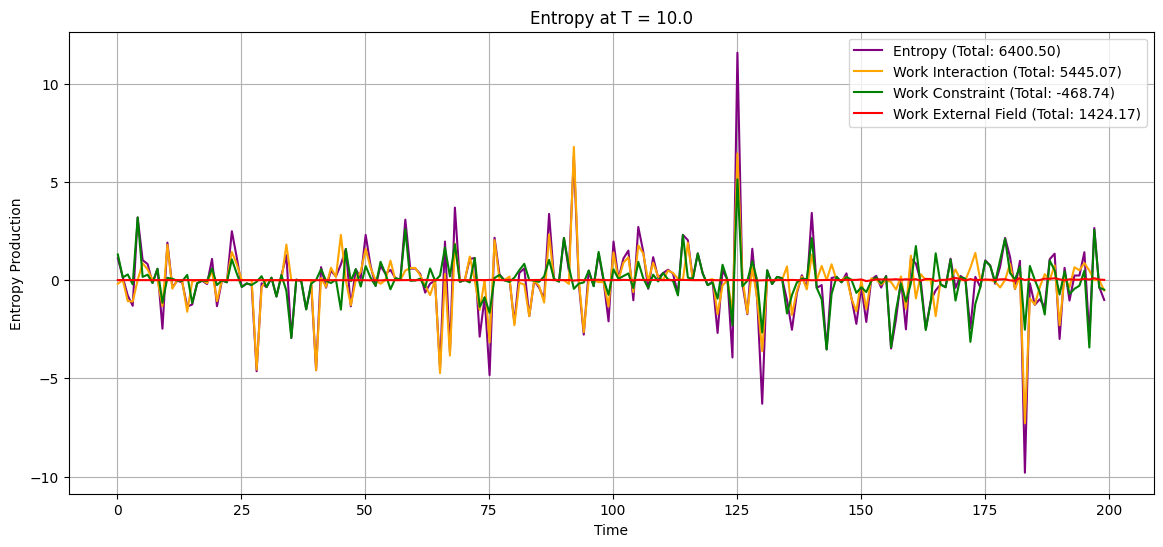 Entropy at T = 10.0
Entropy (Total: 6400.50)
Work Interaction (Total: 5445.07)
Work Constraint (Total: -468.74)
Work External Field (Total: 1424.17)
Entropy Production
10
5
0
−5
−10
0 25 50 75 100 125 150 175 200
Time